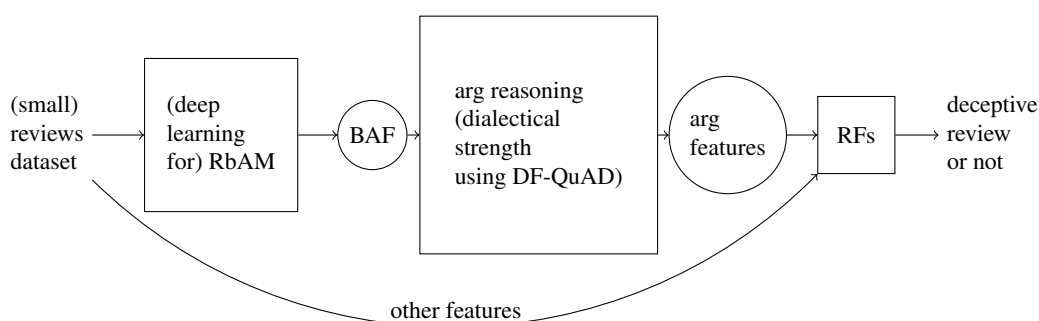 (small)
reviews
dataset
(deep
learning
for) RbAM
BAF
arg reasoning
(dialectical
strength
using DF-QuAD)
arg
features
RFs
deceptive
review
or not
other features